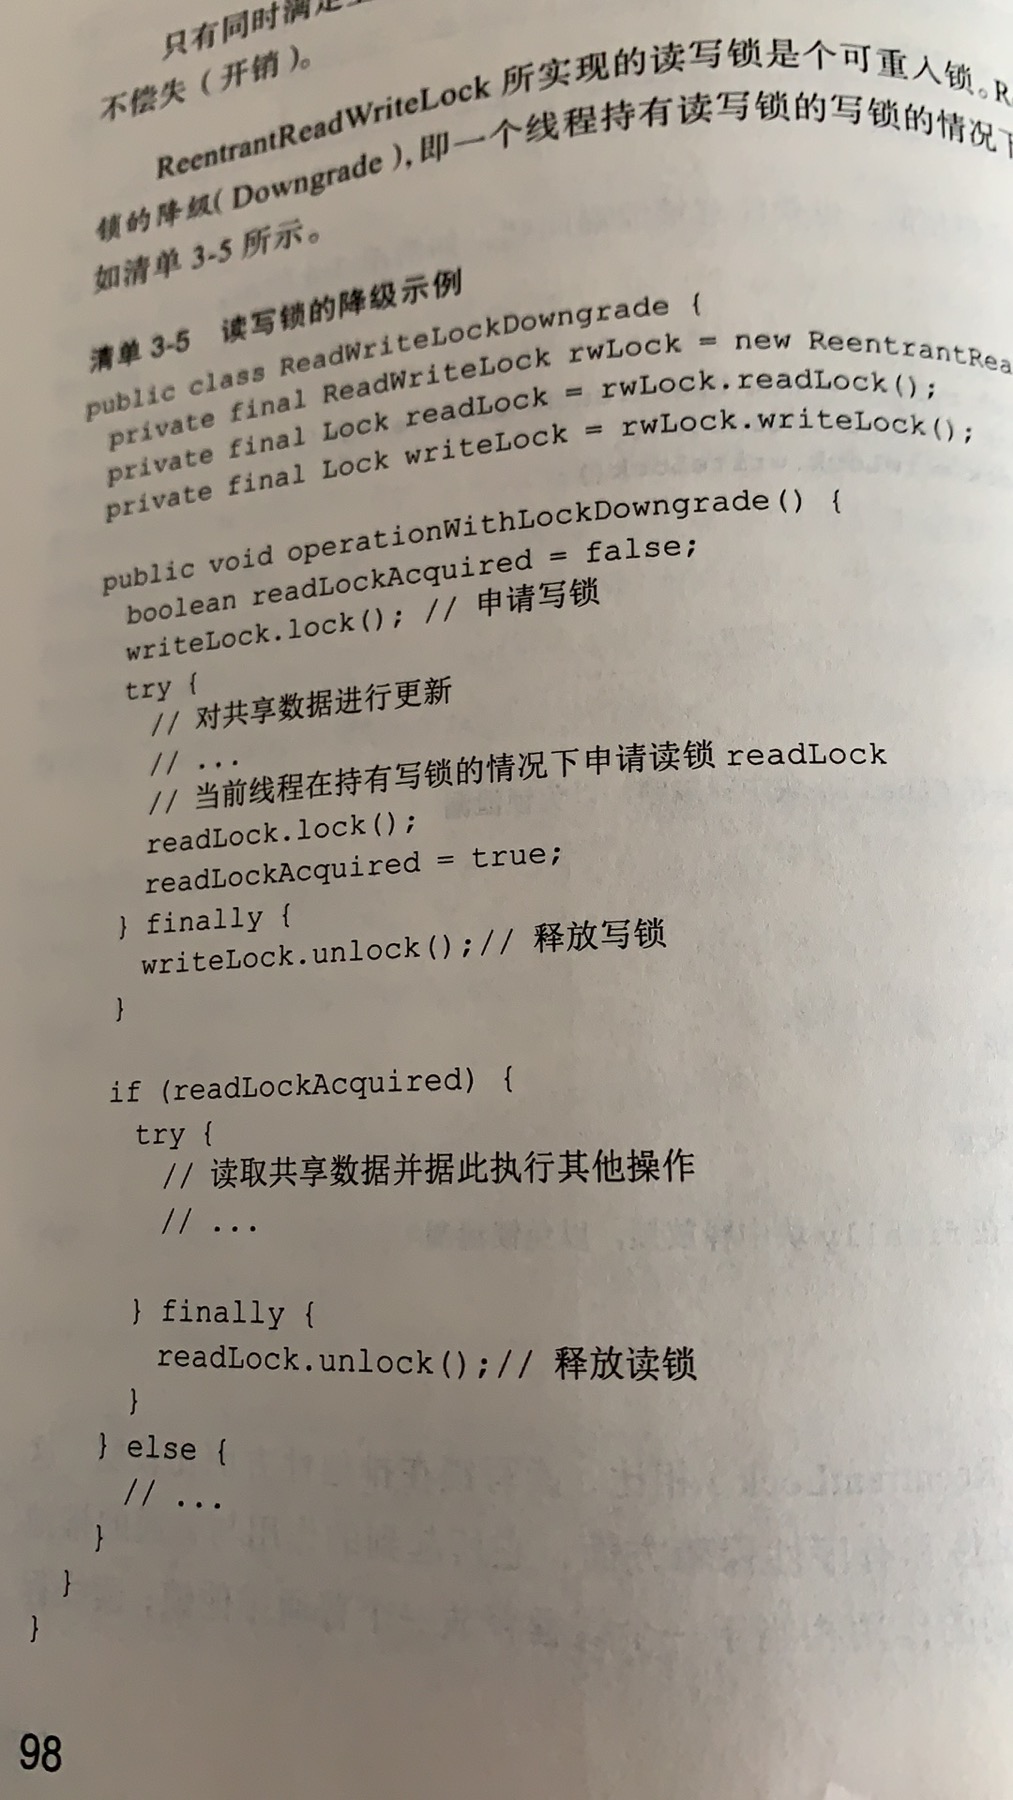 只有同时满足
不偿失（开销）。
ReentrantReadWriteLock 所实现的读写锁是个可重入锁。R
锁的降级（Downgrade），即一个线程持有读写锁的写锁的情况下
如清单 3-5 所示。
清单 3-5 读写锁的降级示例
public class ReadWriteLockDowngrade {
private final ReadWriteLock rwLock = new ReentrantRea
private final Lock readLock = rwLock.readLock();
private final Lock writeLock = rwLock.writeLock();
public void operationWithLockDowngrade() {
boolean readLockAcquired = false;
writeLock.lock(); // 申请写锁
try {
// 对共享数据进行更新
// ...
// 当前线程在持有写锁的情况下申请读锁 readLock
readLock.lock();
readLockAcquired = true;
} finally {
writeLock.unlock();// 释放写锁
}
if (readLockAcquired) {
try {
// 读取共享数据并据此执行其他操作
// ...
} finally {
readLock.unlock();// 释放读锁
}
} else {
// ...
}
}
}
98